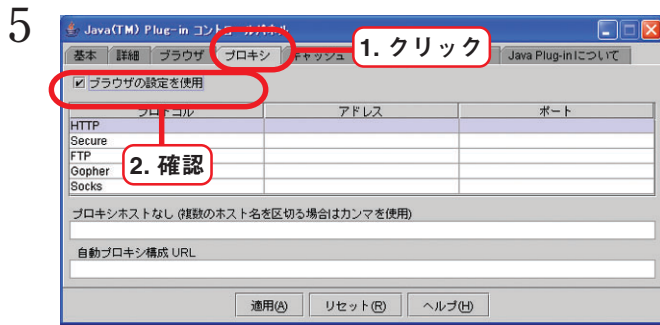 5
Java(TM) Plug-in コントロールパネル
基本 詳細 ブラウザ プロキシ キャッシュ 1. クリック Java Plug-inについて
ブラウザの設定を使用
プロトコル アドレス ポート
HTTP
Secure
FTP
2. 確認
Gopher
Socks
プロキシホストなし (複数のホスト名を区切る場合はカンマを使用)
自動プロキシ構成 URL
適用(A) リセット(R) ヘルプ(H)